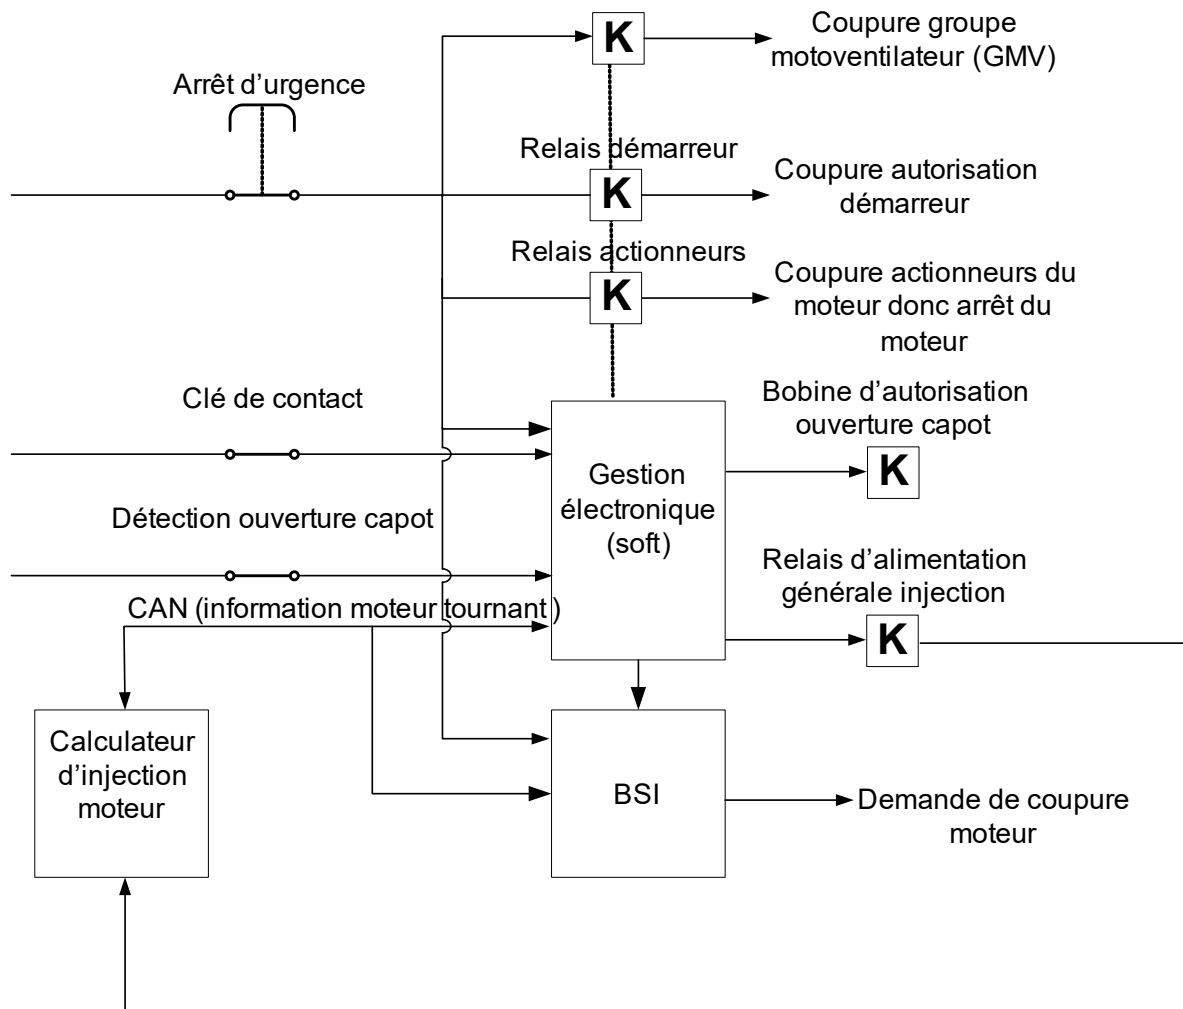 K
Coupure groupe
motoventilateur (GMV)
Arrêt d’urgence
Relais démarreur
K
Coupure autorisation
démarreur
Relais actionneurs
K
Coupure actionneurs du
moteur donc arrêt du
moteur
Clé de contact
Bobine d’autorisation
ouverture capot
K
Gestion
électronique
(soft)
Détection ouverture capot
Relais d’alimentation
générale injection
K
CAN (information moteur tournant )
Calculateur
d’injection
moteur
BSI
Demande de coupure
moteur